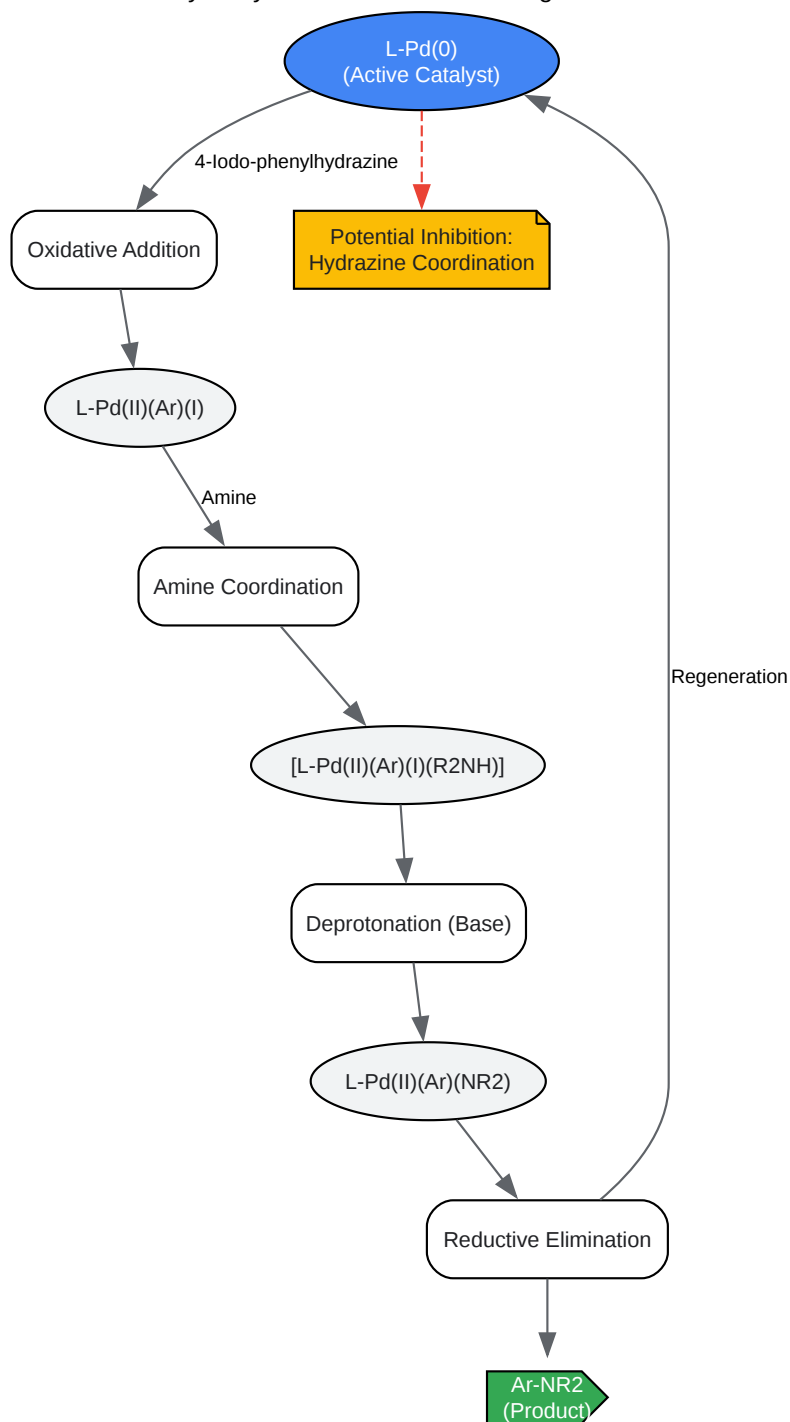 L-Pd(0)
(Active Catalyst)
4-Iodo-phenylhydrazine
Oxidative Addition
Potential Inhibition:
Hydrazine Coordination
L-Pd(II)(Ar)(I)
Amine
Amine Coordination
Regeneration
[L-Pd(II)(Ar)(I)(R2NH)]
Deprotonation (Base)
L-Pd(II)(Ar)(NR2)
Reductive Elimination
Ar-NR2
(Product)